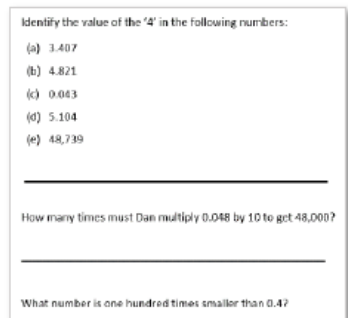 Identify the value of the '4' in the following numbers:
(a) 3.407
(b) 4.821
(c) 0.043
(d) 5.104
(e) 48,739
How many times must Dan multiply 0.048 by 10 to get 48,000?
What number is one hundred times smaller than 0.4?